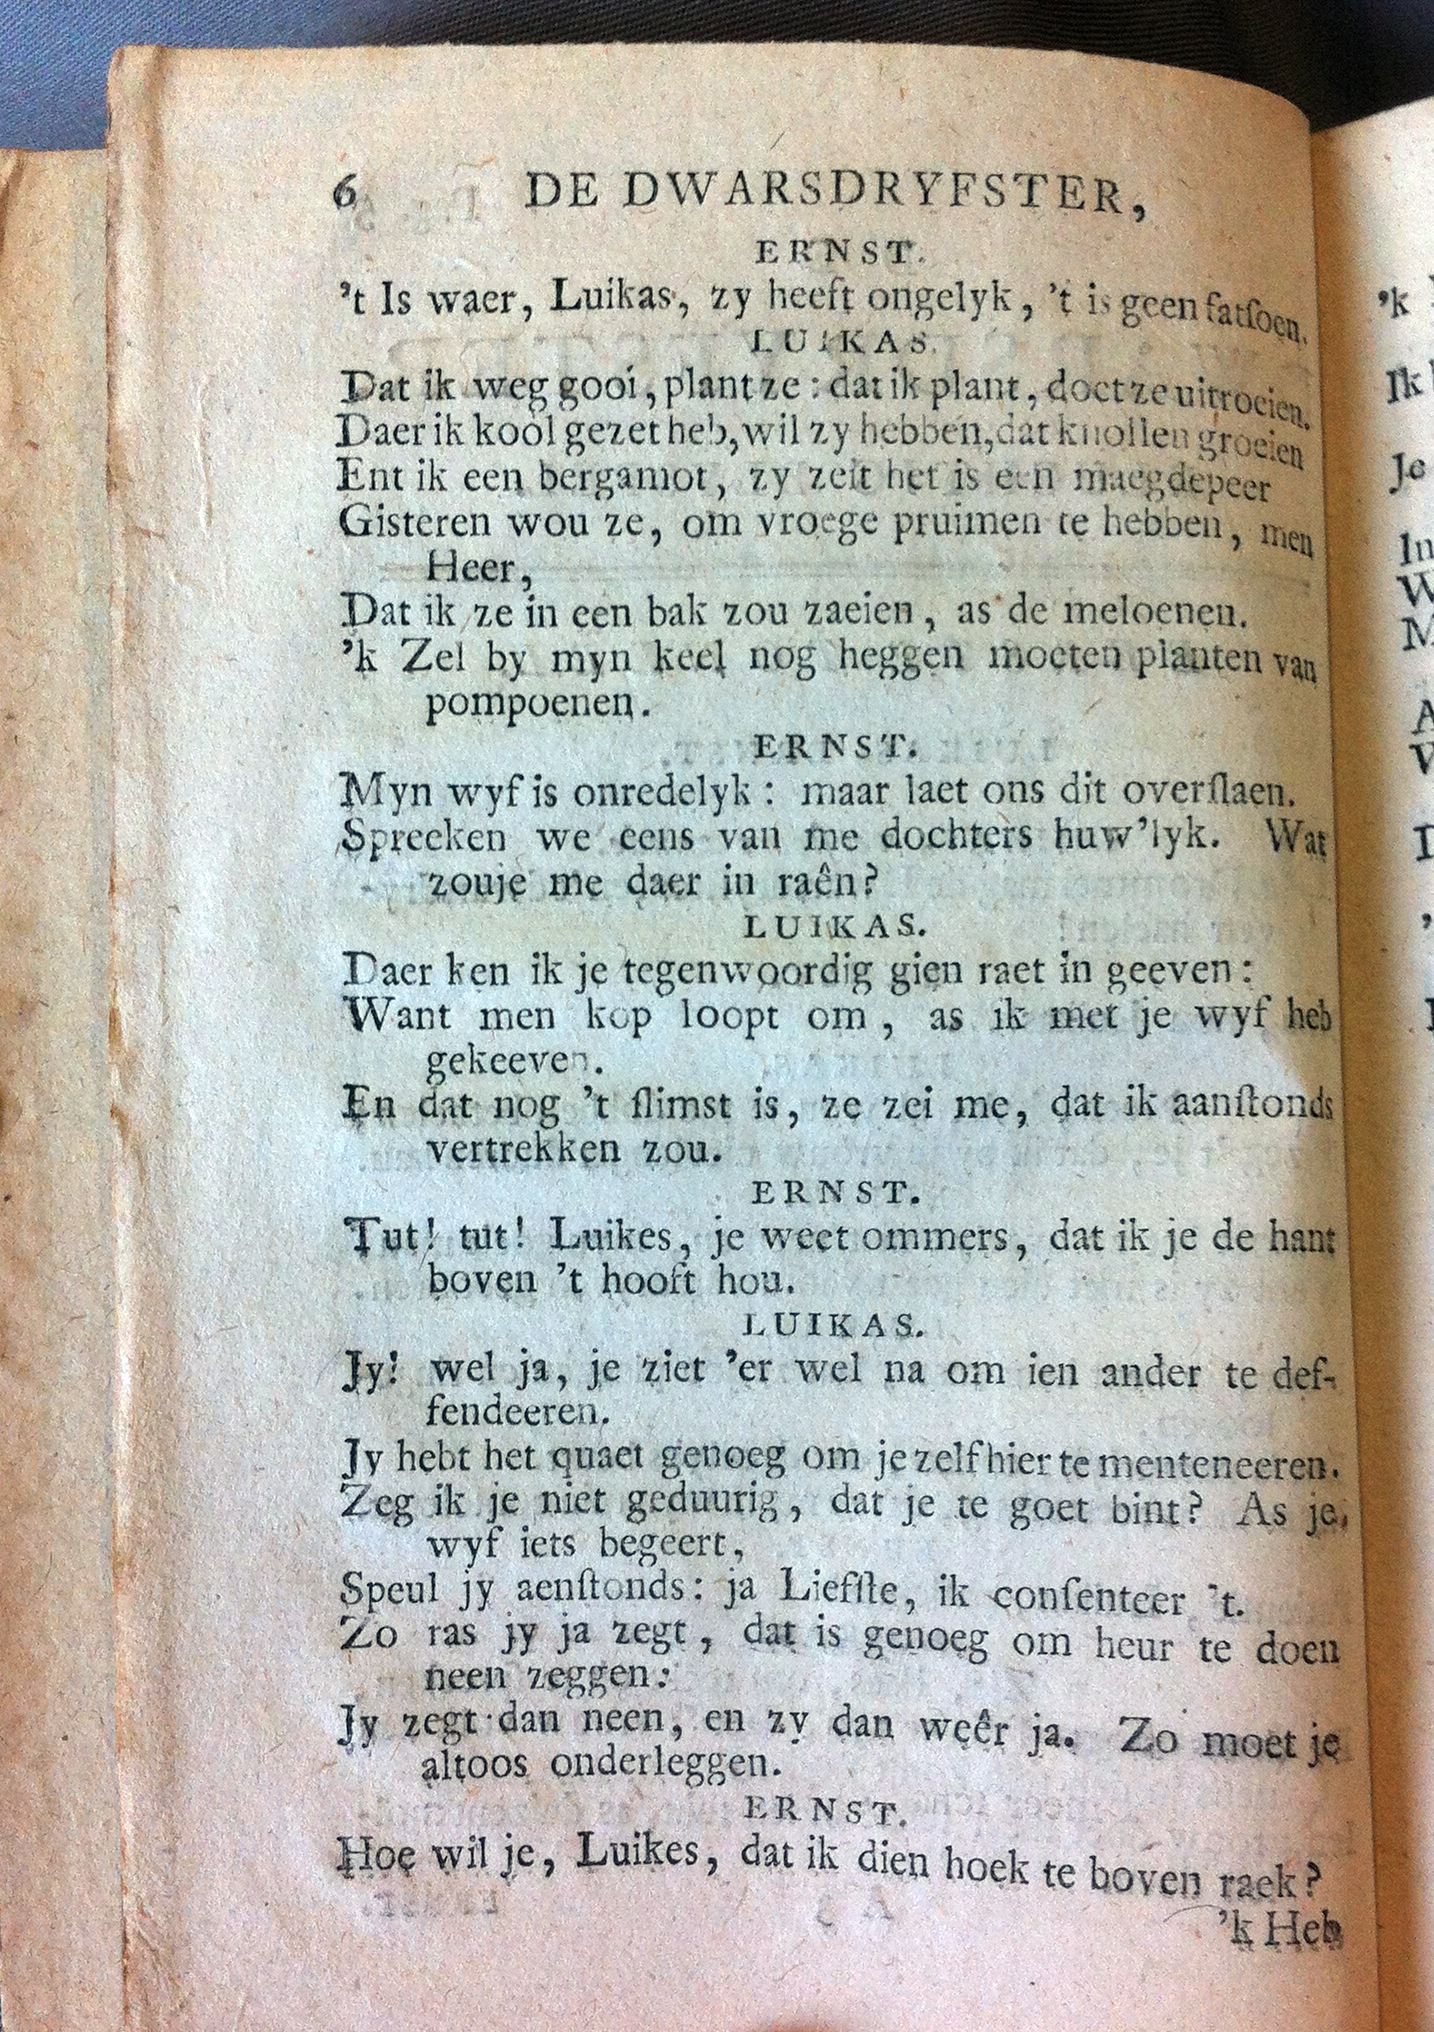 6 DE DWARSDRYFSTER,
ERNST.
't Is waer, Luikas, zy heeft ongelyk, 't is geen fatſoen.
LUIKAS.
Dat ik weg gooi, plant ze: dat ik plant, doet ze uitroeien.
Daer ik kool gezet heb, wil zy hebben, dat knollen groeien
Ent ik een bergamot, zy zeit het is een maegdepeer
Gisteren wou ze, om vroege pruimen te hebben, men
Heer,
Dat ik ze in een bak zou zaeien, as de meloenen.
'k Zel by myn keel nog heggen moeten planten van
pompoenen.
ERNST.
Myn wyf is onredelyk: maar laet ons dit overſlaen.
Spreeken we eens van me dochters huw'lyk. Wat
zouje me daer in raên?
LUIKAS.
Daer ken ik je tegenwoordig gien raet in geeven:
Want men kop loopt om, as ik met je wyf heb
gekeeven.
En dat nog 't ſlimst is, ze zei me, dat ik aanſtonds
vertrekken zou.
ERNST.
Tut! tut! Luikes, je weet ommers, dat ik je de hant
boven 't hooft hou.
LUIKAS.
Jy! wel ja, je ziet 'er wel na om ien ander te def-
fendeeren.
Jy hebt het quaet genoeg om je zelf hier te menteneeren.
Zeg ik je niet geduurig, dat je te goet bint? As je
wyf iets begeert,
Speul jy aenſtonds: ja Liefſte, ik conſenteer 't.
Zo ras jy ja zegt, dat is genoeg om heur te doen
neen zeggen:
Jy zegt dan neen, en zy dan weêr ja. Zo moet je
altoos onderleggen.
ERNST.
Hoe wil je, Luikes, dat ik dien hoek te boven raek?
'k Heb
'k
Ik
Je
In
W
M
A
V